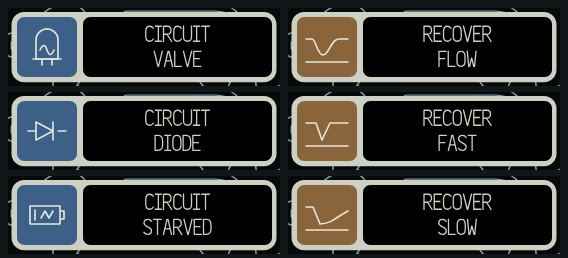 CIRCUIT
VALVE
RECOVER
FLOW
CIRCUIT
DIODE
RECOVER
FAST
CIRCUIT
STARVED
RECOVER
SLOW